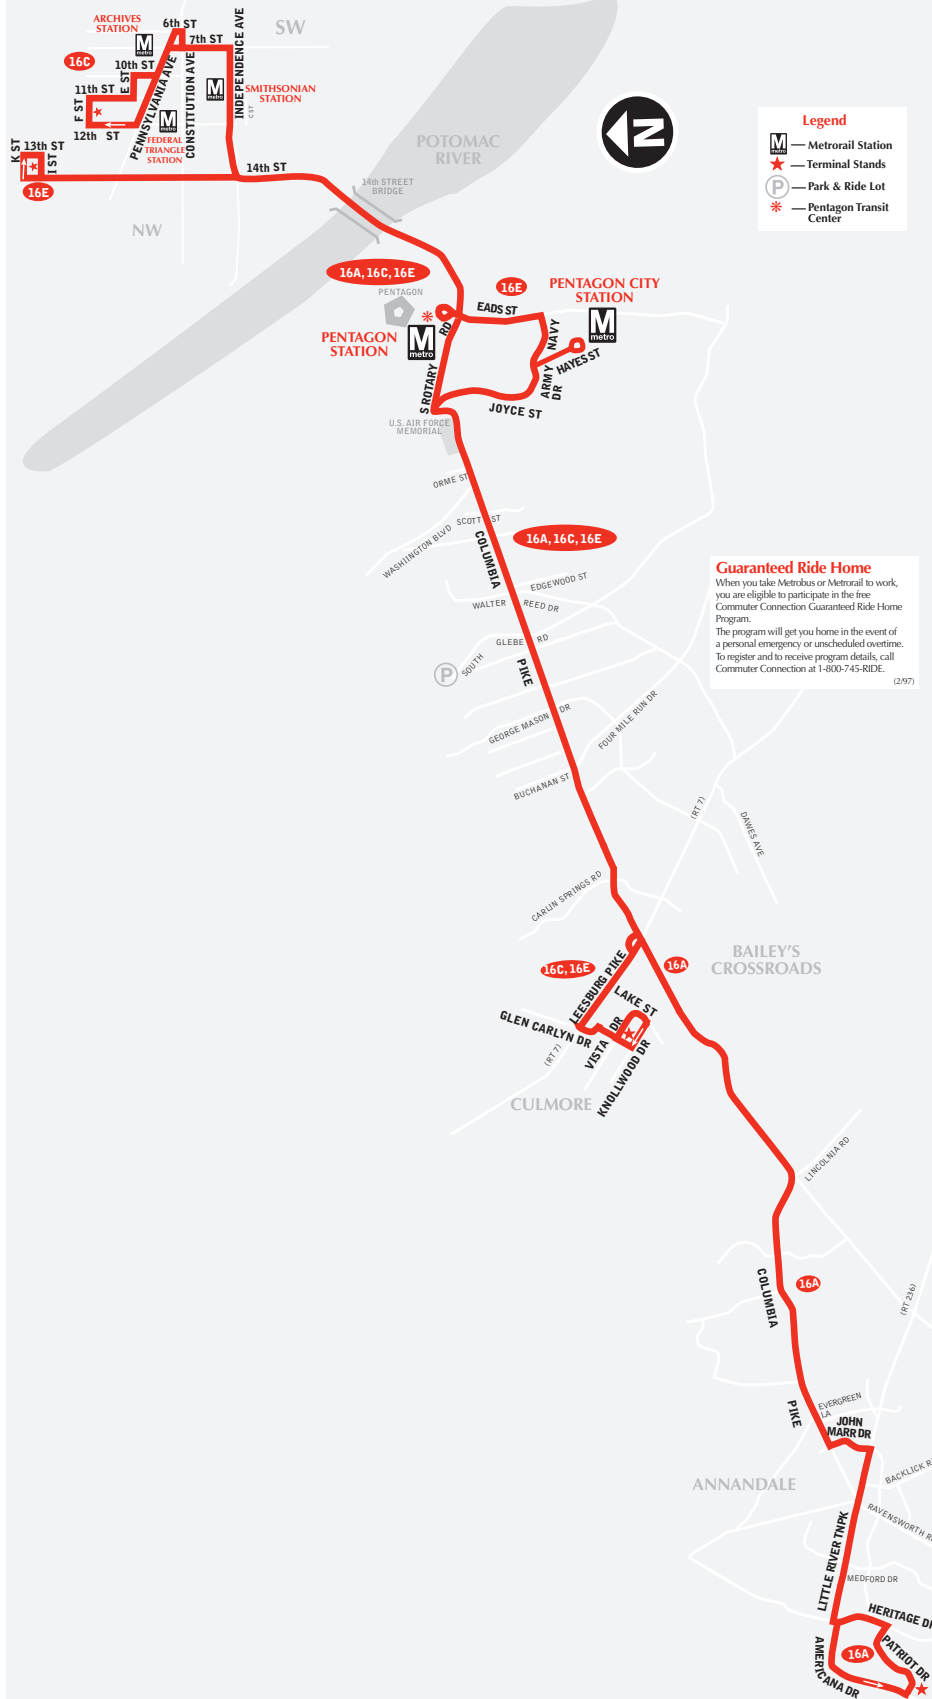 ARCHIVES
STATION
6th ST
SW
INDEPENDENCE AVE
7th ST
M
metro
16C
10th ST
E ST
PENNSYLVANIA AVE
CONSTITUTION AVE
M
metro
SMITHSONIAN
STATION
C ST
11th ST
F ST
12th ST
M
metro
FEDERAL
TRIANGLE
STATION
K ST
13th ST
I ST
16E
14th ST
NW
14th STREET
BRIDGE
POTOMAC
RIVER
N
Legend
M
metro
Metrorail Station
Terminal Stands
P
Park & Ride Lot
Pentagon Transit
Center
16A, 16C, 16E
PENTAGON
16E
PENTAGON CITY
STATION
M
metro
EADS ST
PENTAGON
STATION
M
metro
S ROTARY RD
ARMY NAVY
DR
HAYES ST
JOYCE ST
U.S. AIR FORCE
MEMORIAL
ORME ST
SCOTT ST
WASHIINGTON BLVD
16A, 16C, 16E
COLUMBIA
EDGEWOOD ST
WALTER REED DR
GLEBE RD
SOUTH
P
PIKE
GEORGE MASON DR
FOUR MILE RUN DR
BUCHANAN ST
Guaranteed Ride Home
When you take Metrobus or Metrorail to work,
you are eligible to participate in the free
Commuter Connection Guaranteed Ride Home
Program.
The program will get you home in the event of
a personal emergency or unscheduled overtime.
To register and to receive program details, call
Commuter Connection at 1-800-745-RIDE.
(2/97)
(RT 7)
DAWES AVE
CARLIN SPRINGS RD
BAILEY'S
CROSSROADS
16C, 16E
16A
LEESBURG PIKE
LAKE ST
GLEN CARLYN DR
VISTA DR
(RT 7)
KNOLLWOOD DR
CULMORE
LINCOLNIA RD
COLUMBIA
16A
(RT 236)
PIKE
EVERGREEN
LA
JOHN
MARR DR
ANNANDALE
BACKLICK R
RAVENSWORTH R
LITTLE RIVER TNPK
MEDFORD DR
HERITAGE D
16A
PATRIOT DR
AMERICANA DR